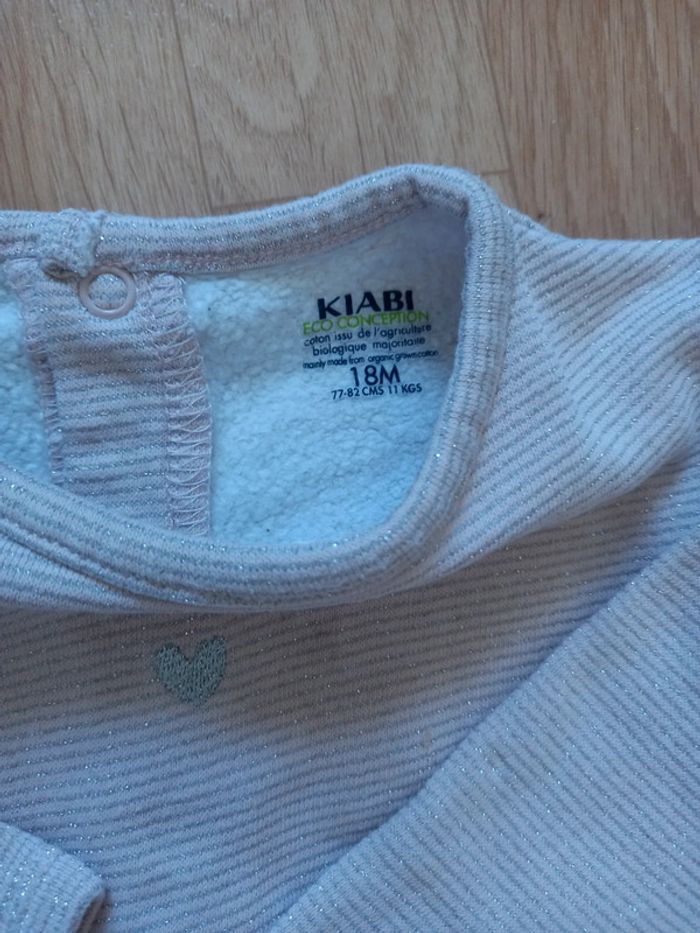 KIABI
ECO CONCEPTION
coton issu de l'agriculture
biologique majoritaire
mainly made from organic grown cotton
18M
77-82 CMS 11 KGS